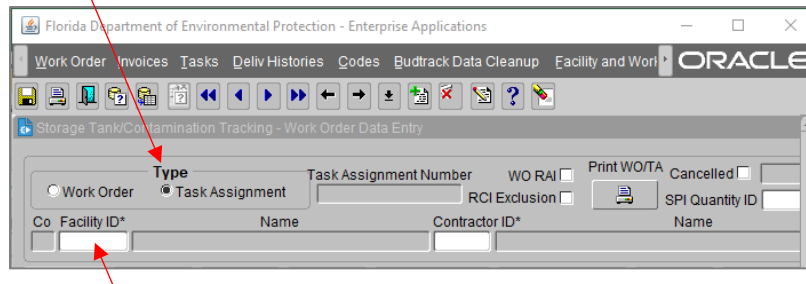 Florida Department of Environmental Protection - Enterprise Applications
Work Order Invoices Tasks Deliv Histories Codes Budtrack Data Cleanup Facility and Work ORACLE
Storage Tank/Contamination Tracking - Work Order Data Entry
Type Task Assignment Number WO RAI Print WO/TA Cancelled
Work Order Task Assignment RCI Exclusion SPI Quantity ID
Co Facility ID* Name Contractor ID* Name